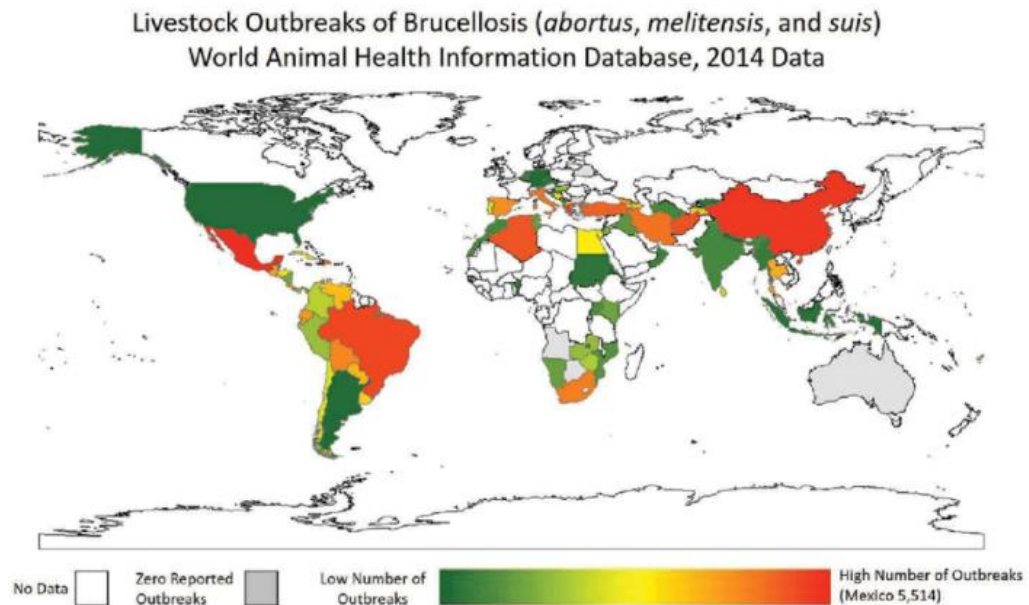 Livestock Outbreaks of Brucellosis (abortus, melitensis, and suis)
World Animal Health Information Database, 2014 Data
No Data
Zero Reported
Outbreaks
Low Number of
Outbreaks
High Number of Outbreaks
(Mexico 5,514)